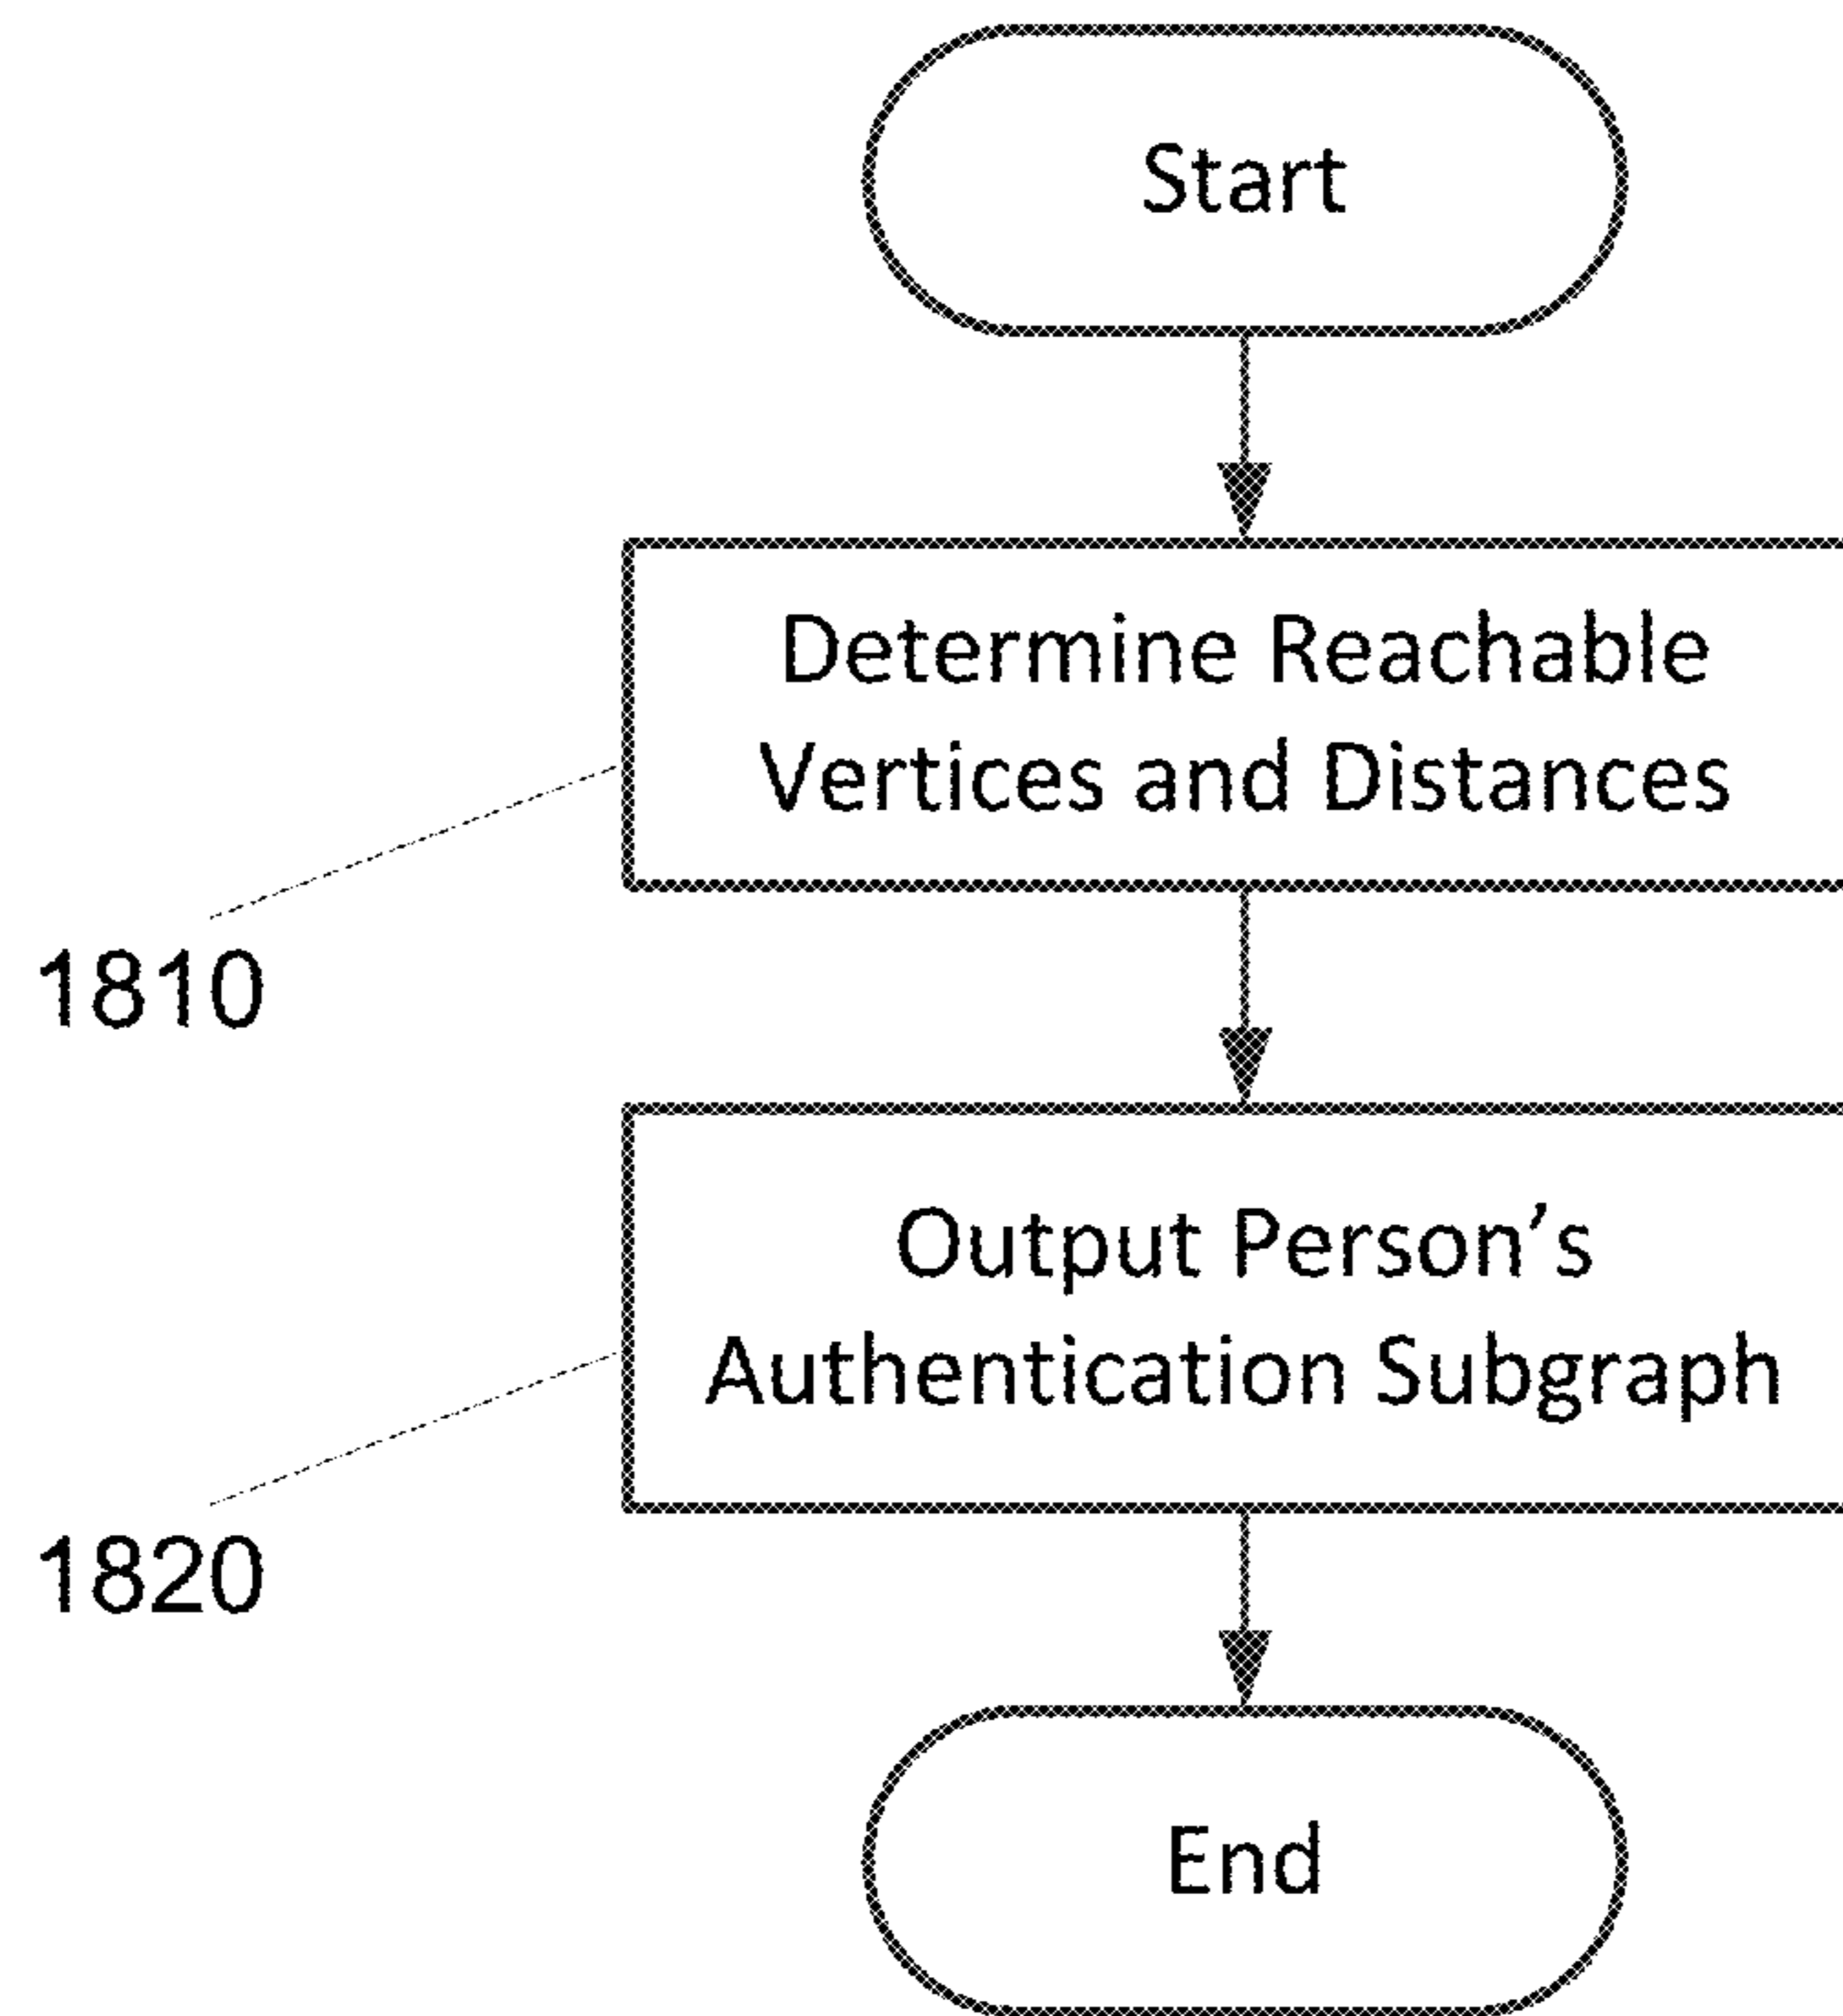 Start
Determine Reachable
Vertices and Distances
1810
Output Person’s
Authentication Subgraph
1820
End